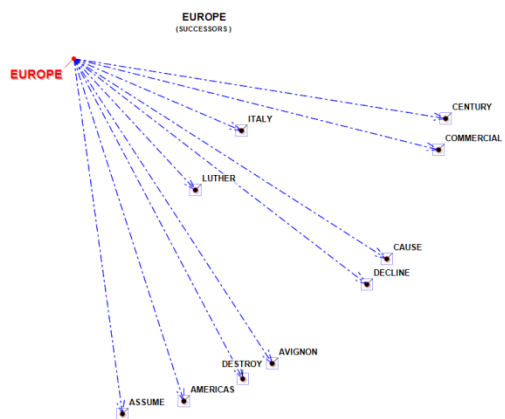 EUROPE
(SUCCESSORS )
EUROPE
CENTURY
ITALY
COMMERCIAL
LUTHER
CAUSE
DECLINE
AVIGNON
DESTROY
AMERICAS
ASSUME